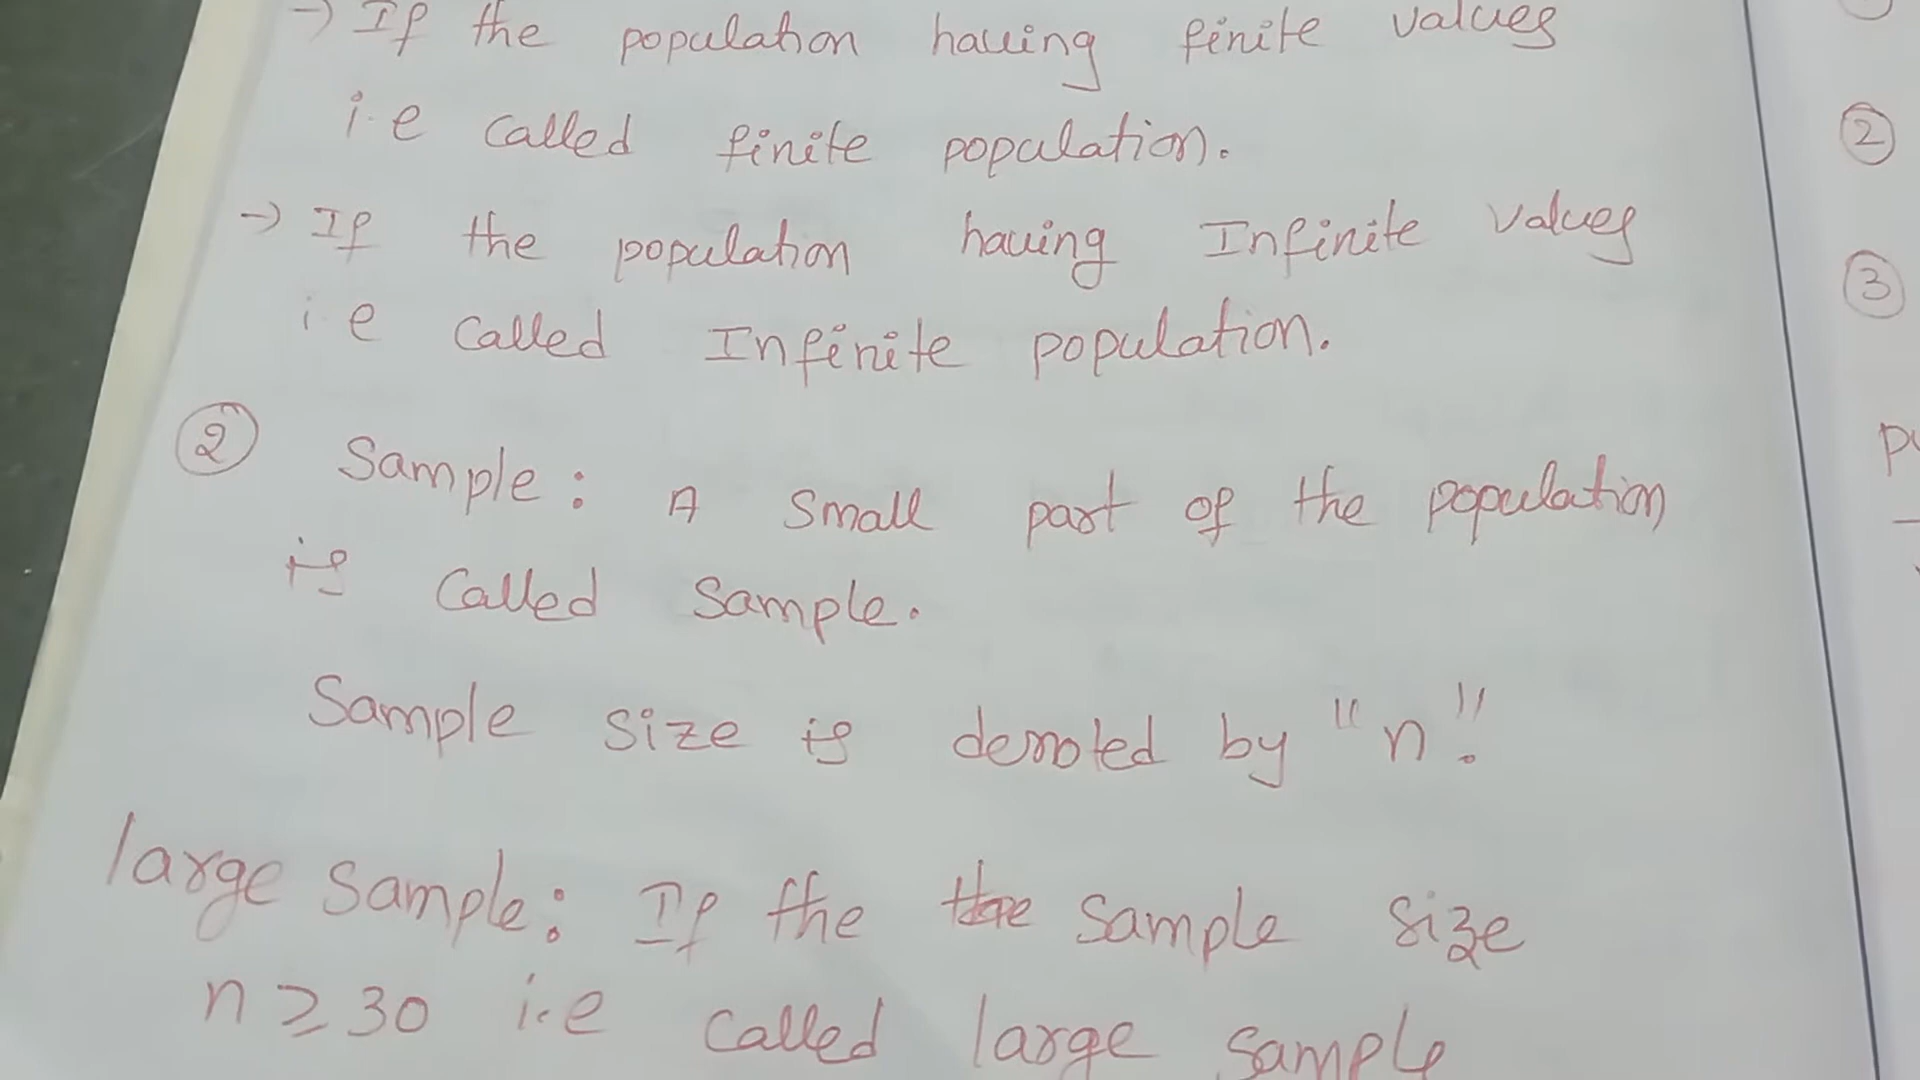 → If the population having finite values
i.e called finite population.
→ If the population having Infinite values
i e called Infinite population.
② Sample: A small part of the population
is called sample.
Sample size is denoted by "n".
large sample: If the the sample size
n ≥ 30 i.e called large sample
②
③